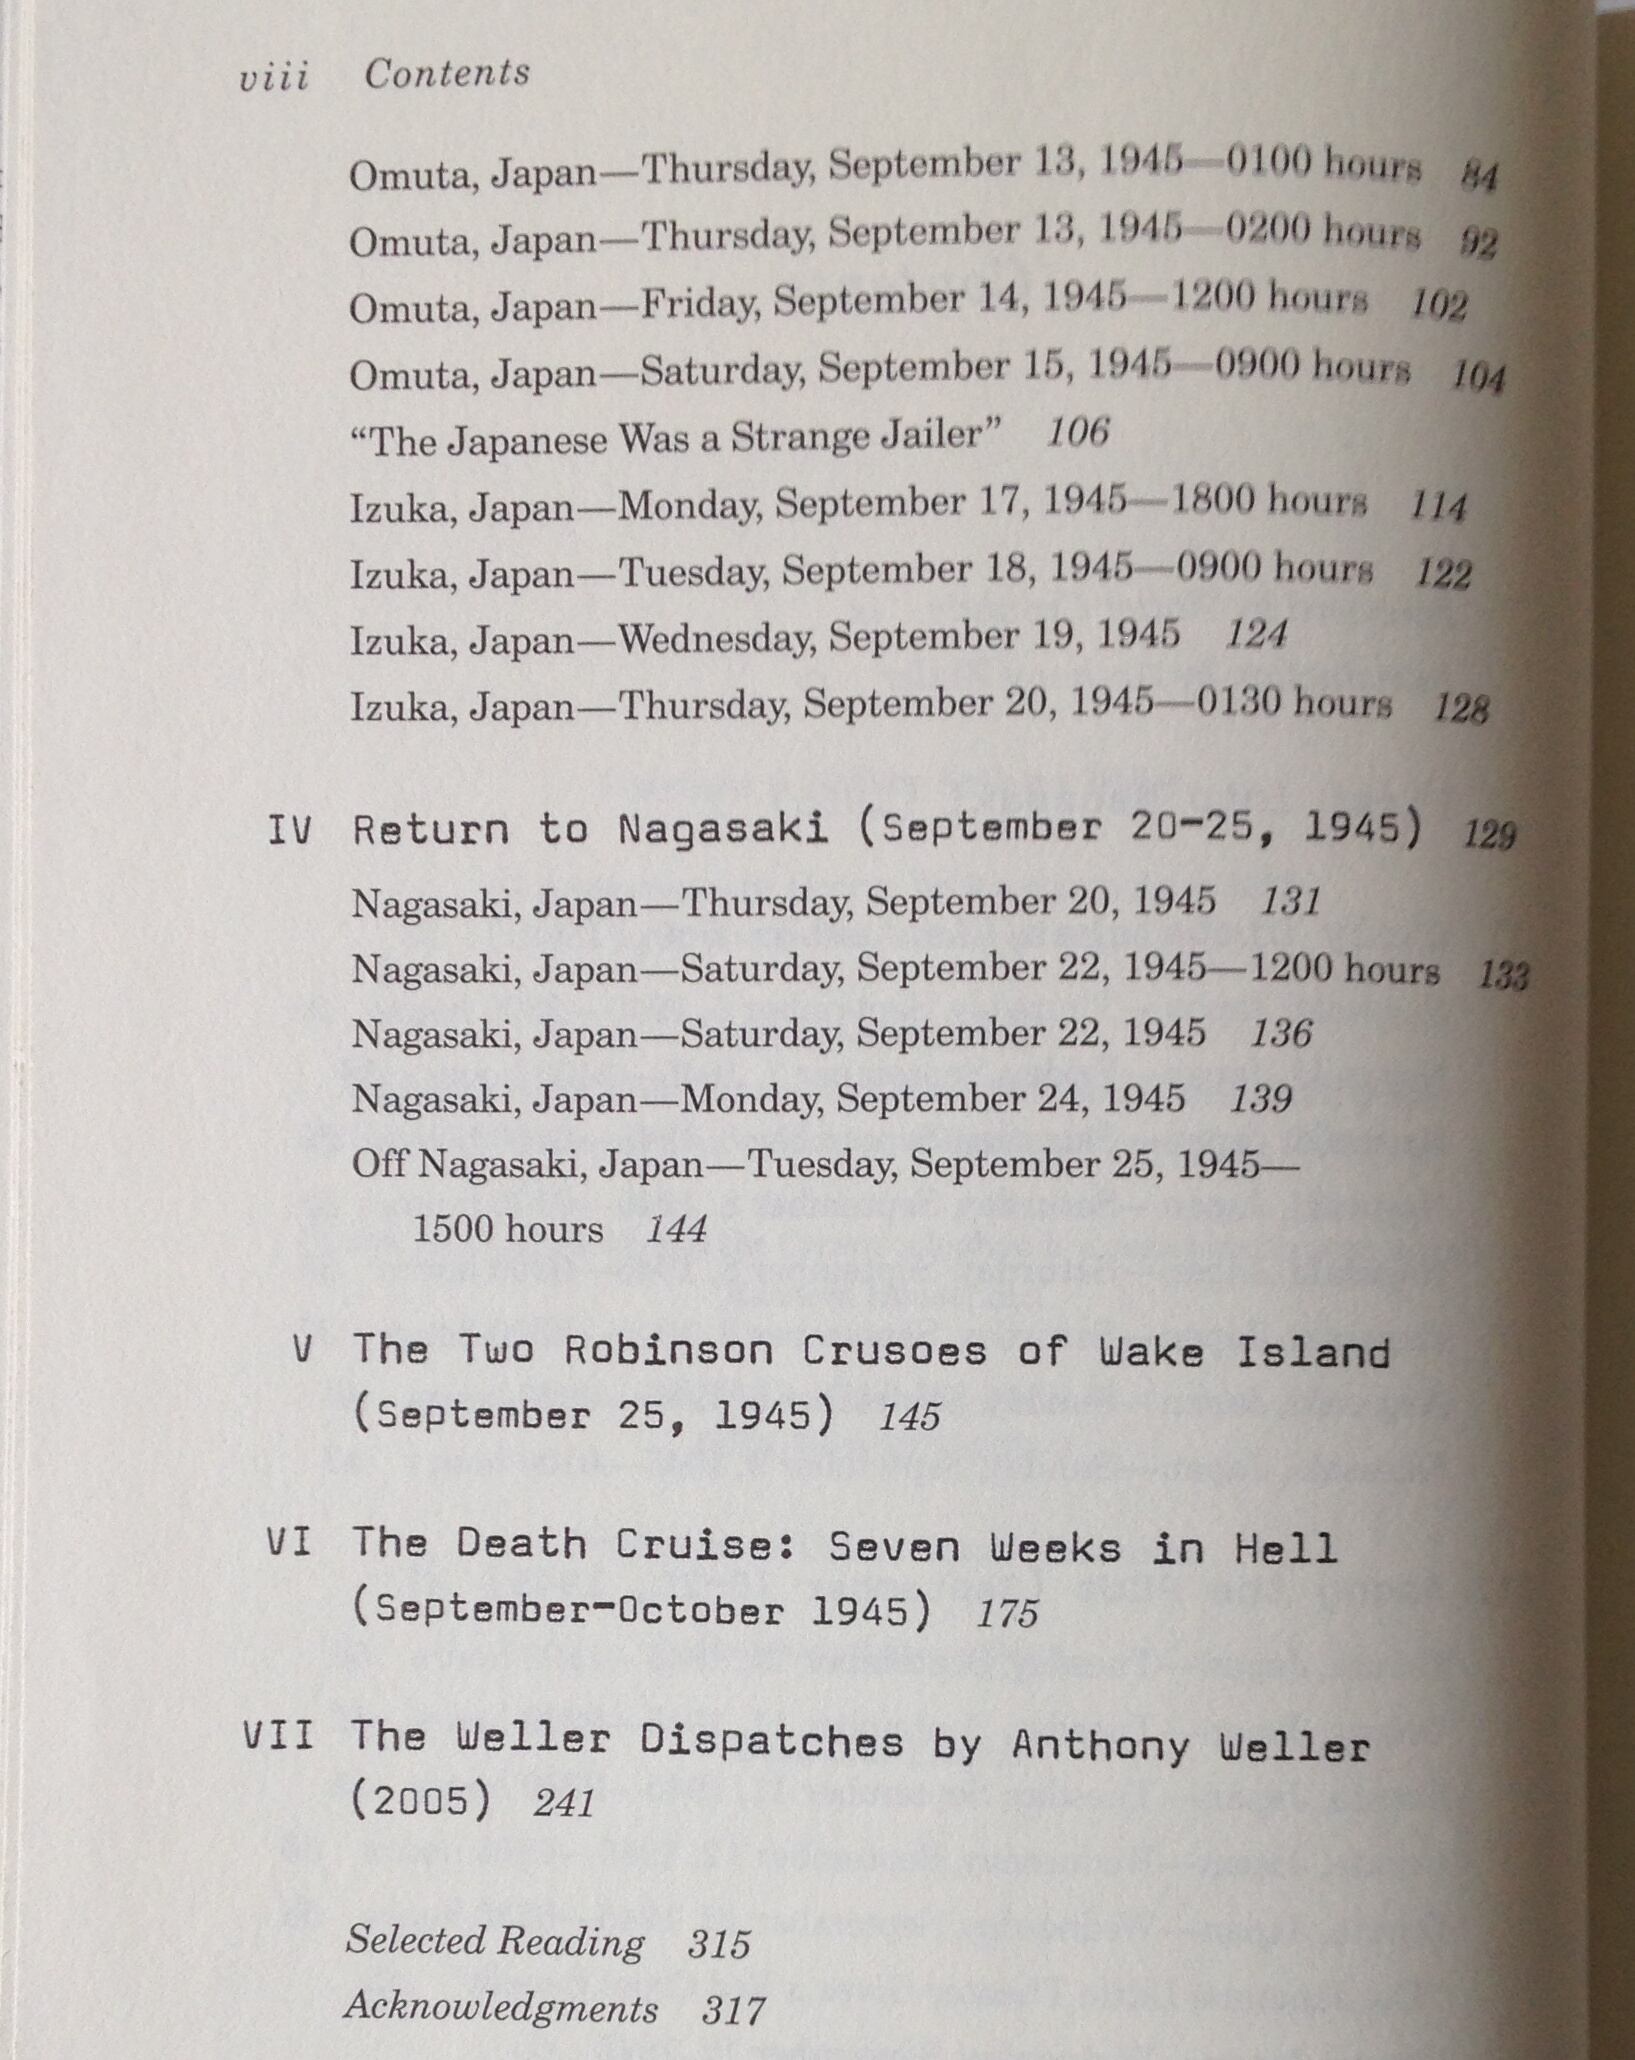 viii Contents
Omuta, Japan—Thursday, September 13, 1945—0100 hours 84
Omuta, Japan—Thursday, September 13, 1945—0200 hours 92
Omuta, Japan—Friday, September 14, 1945—1200 hours 102
Omuta, Japan—Saturday, September 15, 1945—0900 hours 104
“The Japanese Was a Strange Jailer” 106
Izuka, Japan—Monday, September 17, 1945—1800 hours 114
Izuka, Japan—Tuesday, September 18, 1945—0900 hours 122
Izuka, Japan—Wednesday, September 19, 1945 124
Izuka, Japan—Thursday, September 20, 1945—0130 hours 128
IV Return to Nagasaki (September 20–25, 1945) 129
Nagasaki, Japan—Thursday, September 20, 1945 131
Nagasaki, Japan—Saturday, September 22, 1945—1200 hours 133
Nagasaki, Japan—Saturday, September 22, 1945 136
Nagasaki, Japan—Monday, September 24, 1945 139
Off Nagasaki, Japan—Tuesday, September 25, 1945—
1500 hours 144
V The Two Robinson Crusoes of Wake Island
(September 25, 1945) 145
VI The Death Cruise: Seven Weeks in Hell
(September–October 1945) 175
VII The Weller Dispatches by Anthony Weller
(2005) 241
Selected Reading 315
Acknowledgments 317